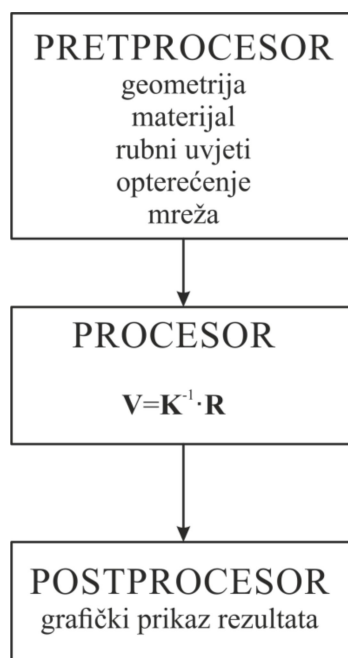 PRETPROCESOR
geometrija
materijal
rubni uvjeti
opterećenje
mreža
PROCESOR
V=K⁻¹·R
POSTPROCESOR
grafički prikaz rezultata